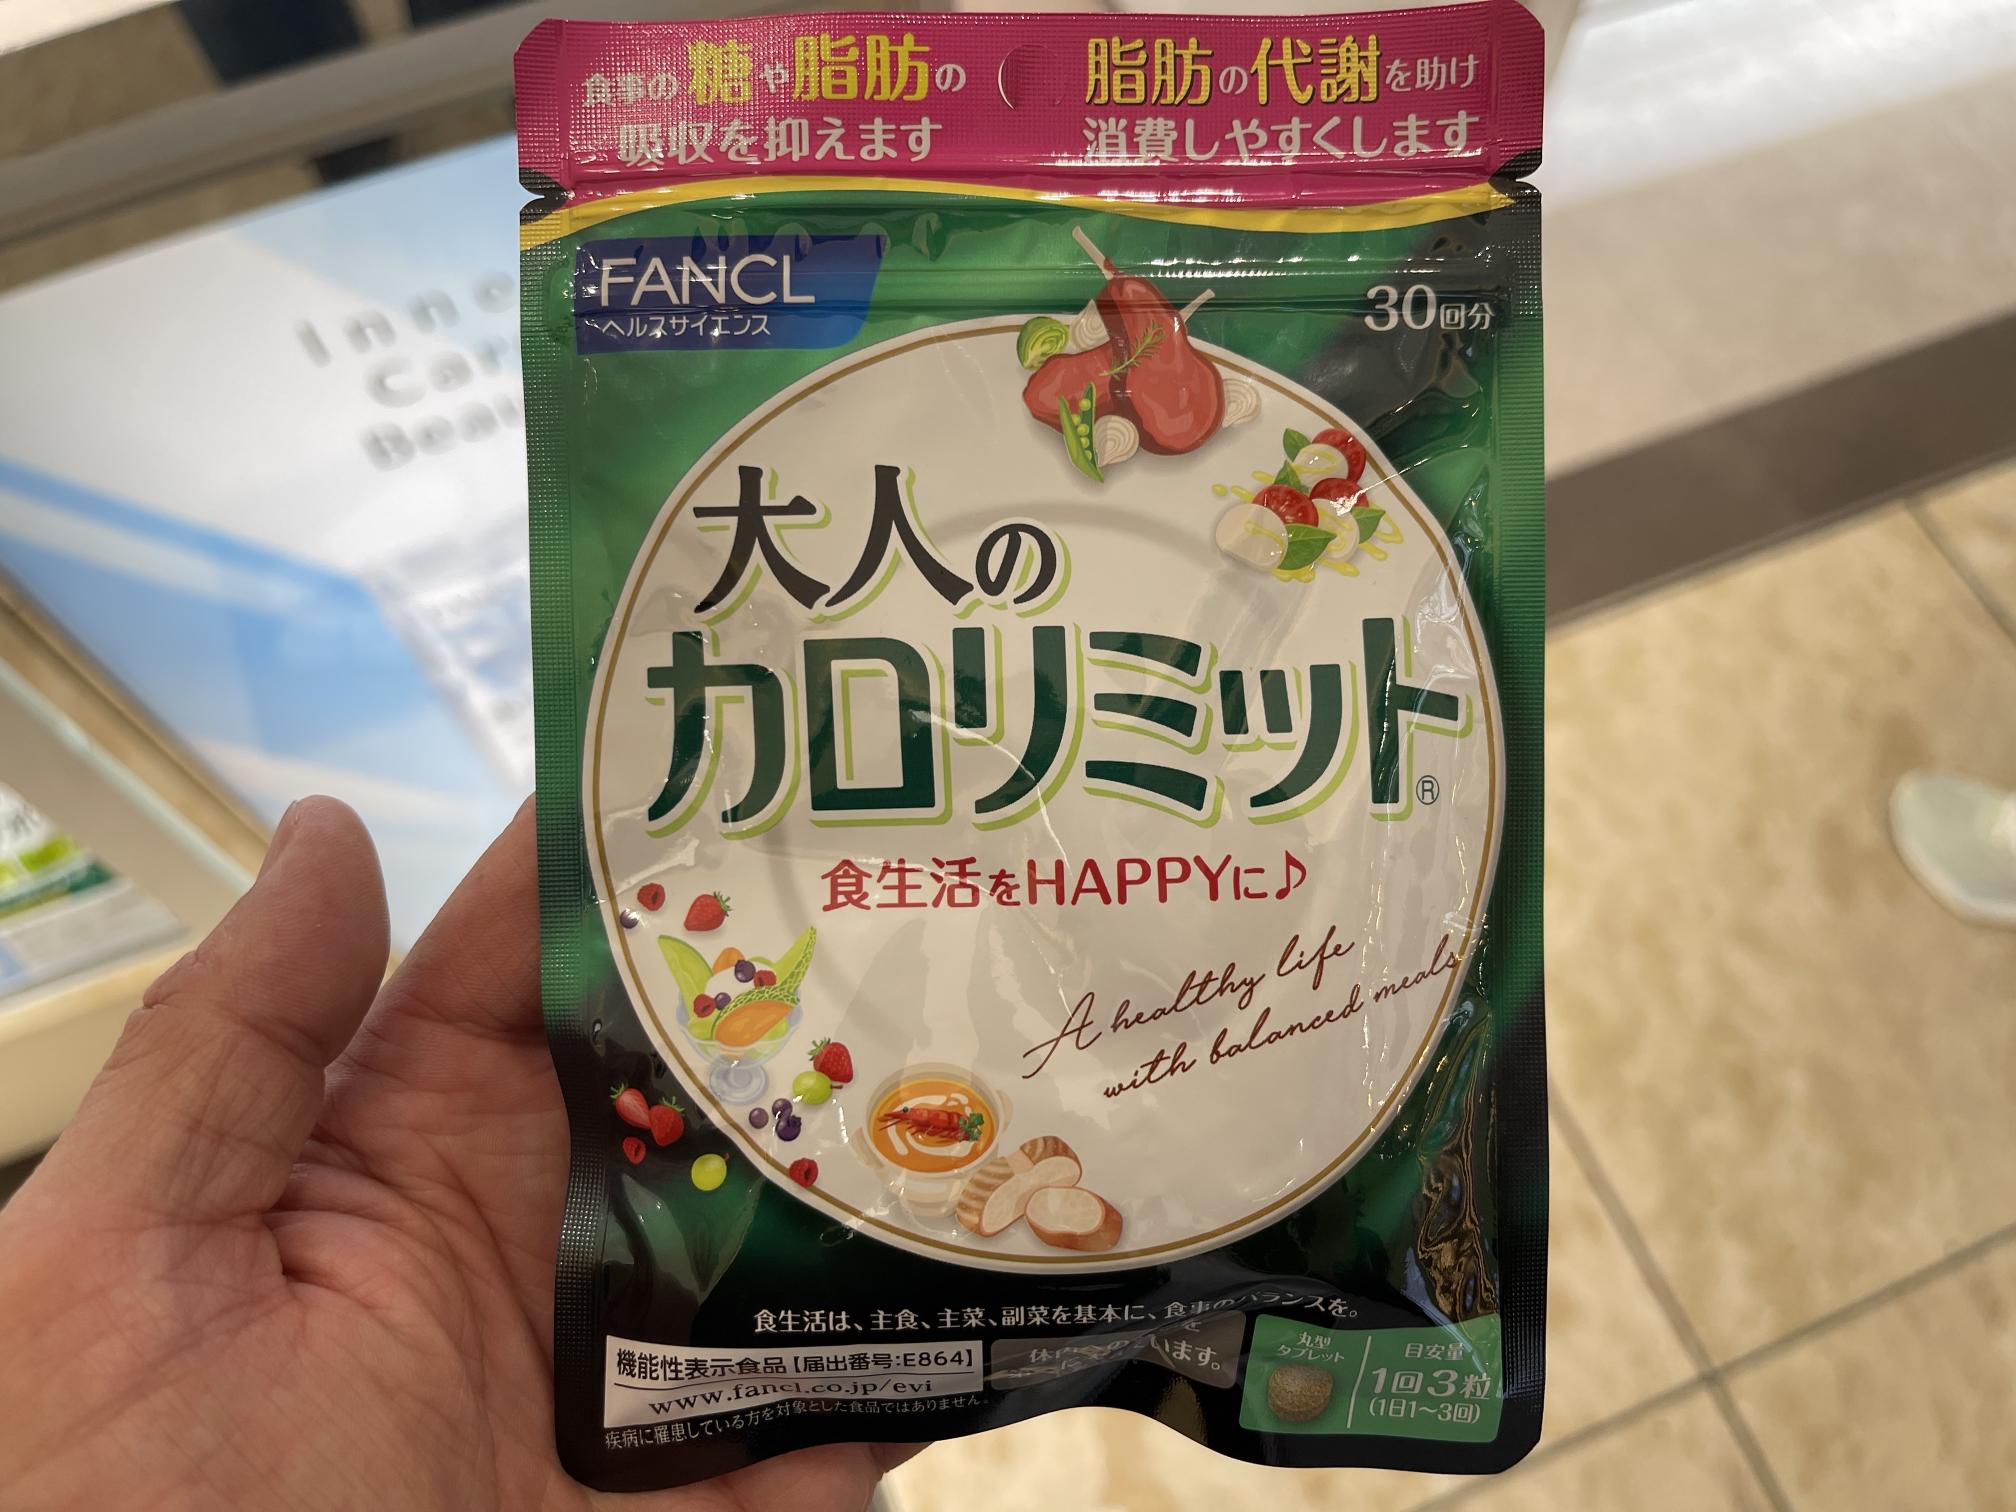 食事の糖や脂肪の
吸収を抑えます
脂肪の代謝を助け
消費しやすくします
FANCL
ヘルスサイエンス
30回分
大人の
カロリミット®
食生活をHAPPYに♪
A healthy life
with balanced meals
食生活は、主食、主菜、副菜を基本に、食事のバランスを。
機能性表示食品【届出番号:E864】
www.fancl.co.jp/evi
疾病に罹患している方を対象とした食品ではありません。
います。
丸型
タブレット
目安量
1回3粒
(1日1~3回)
Inno
Car
Beau